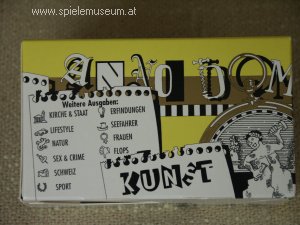 www.spielemuseum.at
ANNO DOM
Weitere Ausgaben:
KIRCHE & STAAT
LIFESTYLE
NATUR
SEX & CRIME
SCHWEIZ
SPORT
ERFINDUNGEN
SEEFAHRER
FRAUEN
FLOPS
KUNST